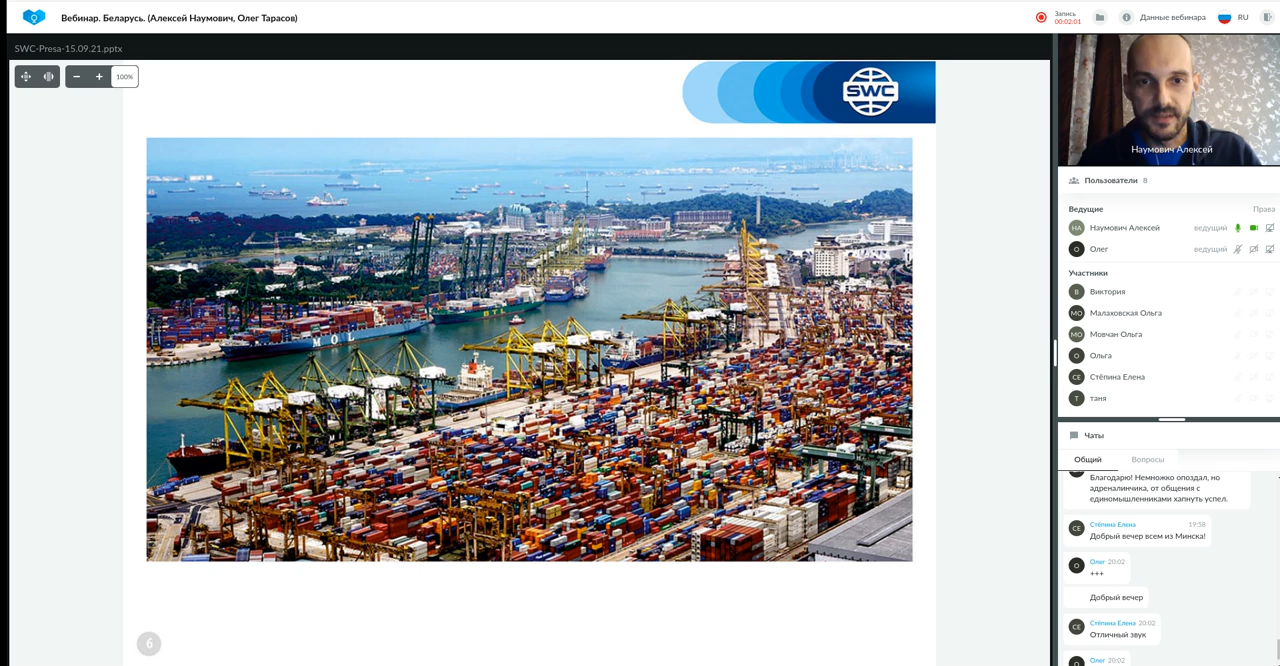 Вебинар. Беларусь. (Алексей Наумович, Олег Тарасов)
Запись
00:02:01
Данные вебинара
RU
SWC-Presa-15.09.21.pptx
100%
SWC
MOL
6
Наумович Алексей
Пользователи 8
Ведущие Права
НА Наумович Алексей ведущий
О Олег ведущий
Участники
В Виктория
МО Малаховская Ольга
МО Мовчан Ольга
О Ольга
СЕ Стёпина Елена
Т таня
Чаты
Общий Вопросы
Благодарю! Немножко опоздал, но
адреналинчика, от общения с
единомышленниками хапнуть успел.
СЕ Стёпина Елена 19:58
Добрый вечер всем из Минска!
О Олег 20:02
+++
Добрый вечер
СЕ Стёпина Елена 20:02
Отличный звук
О Олег 20:02